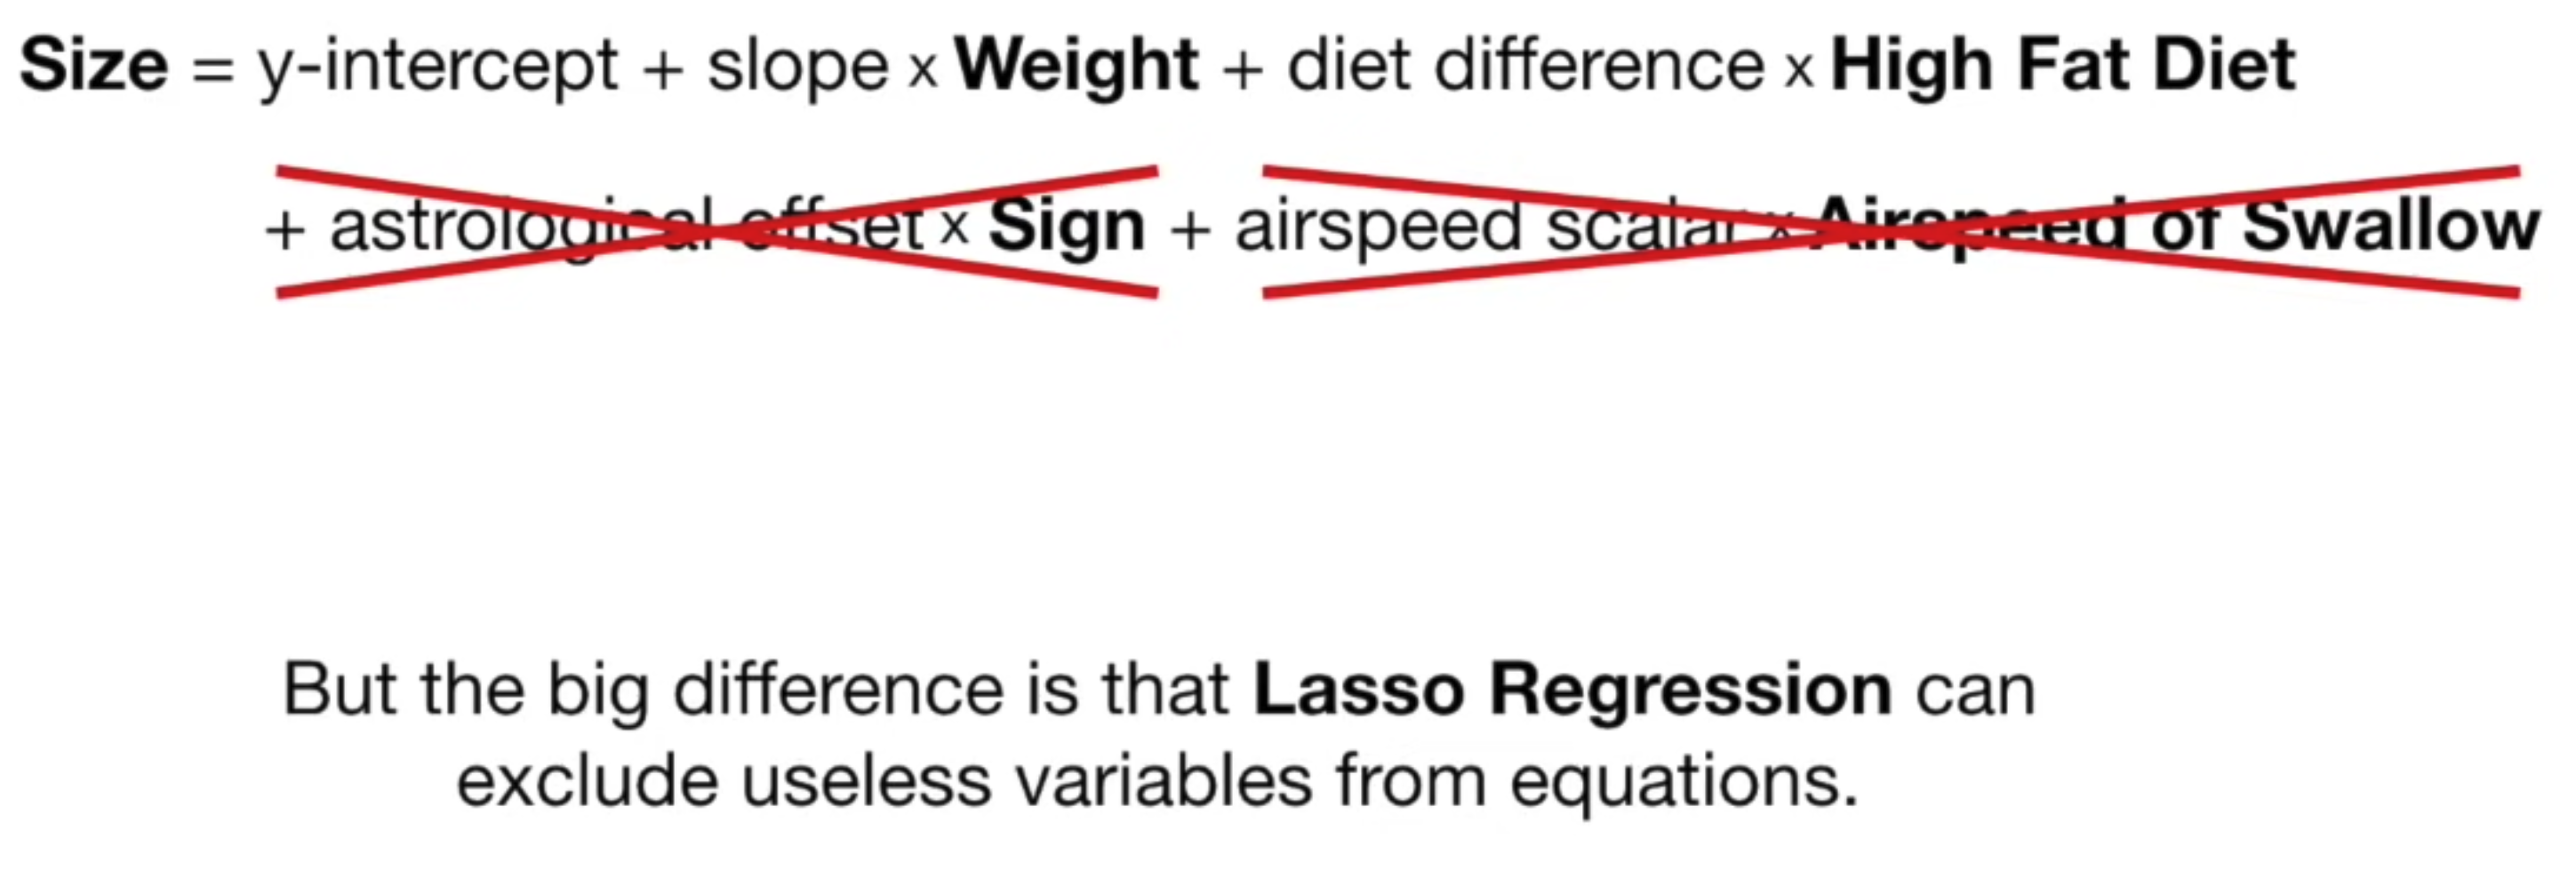 Size = y-intercept + slope x Weight + diet difference x High Fat Diet
+ astrological offset x Sign + airspeed scalar x Airspeed of Swallow
But the big difference is that Lasso Regression can
exclude useless variables from equations.